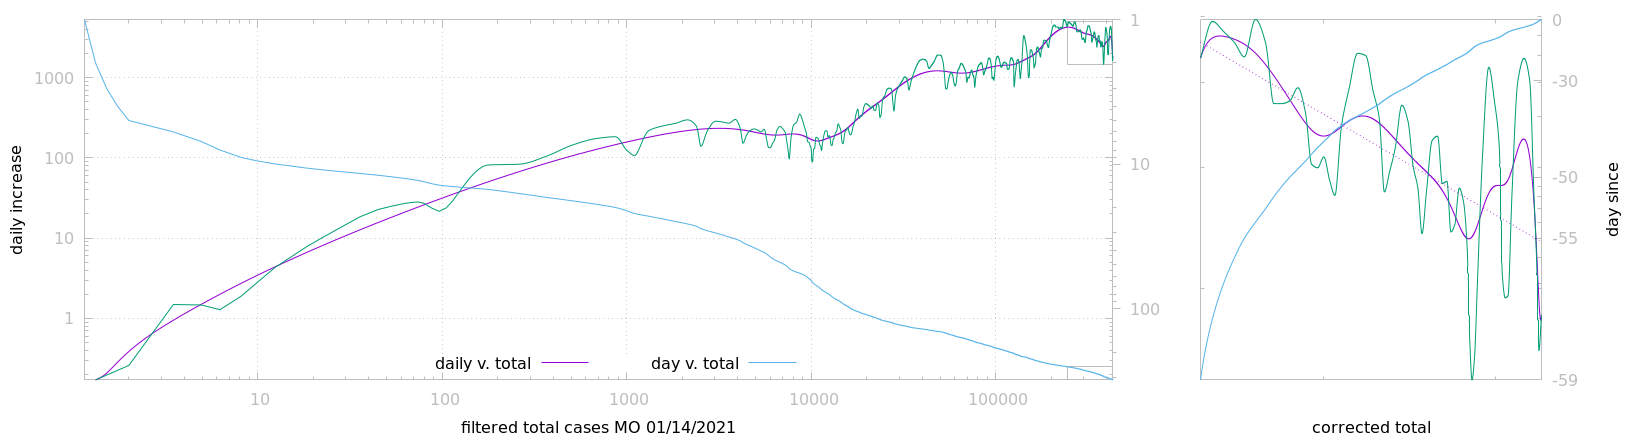 daily increase
1000
100
10
1
10
100
1000
10000
100000
filtered total cases MO 01/14/2021
daily v. total
day v. total
1
10
100
0
-30
-50
-55
-59
day since
corrected total